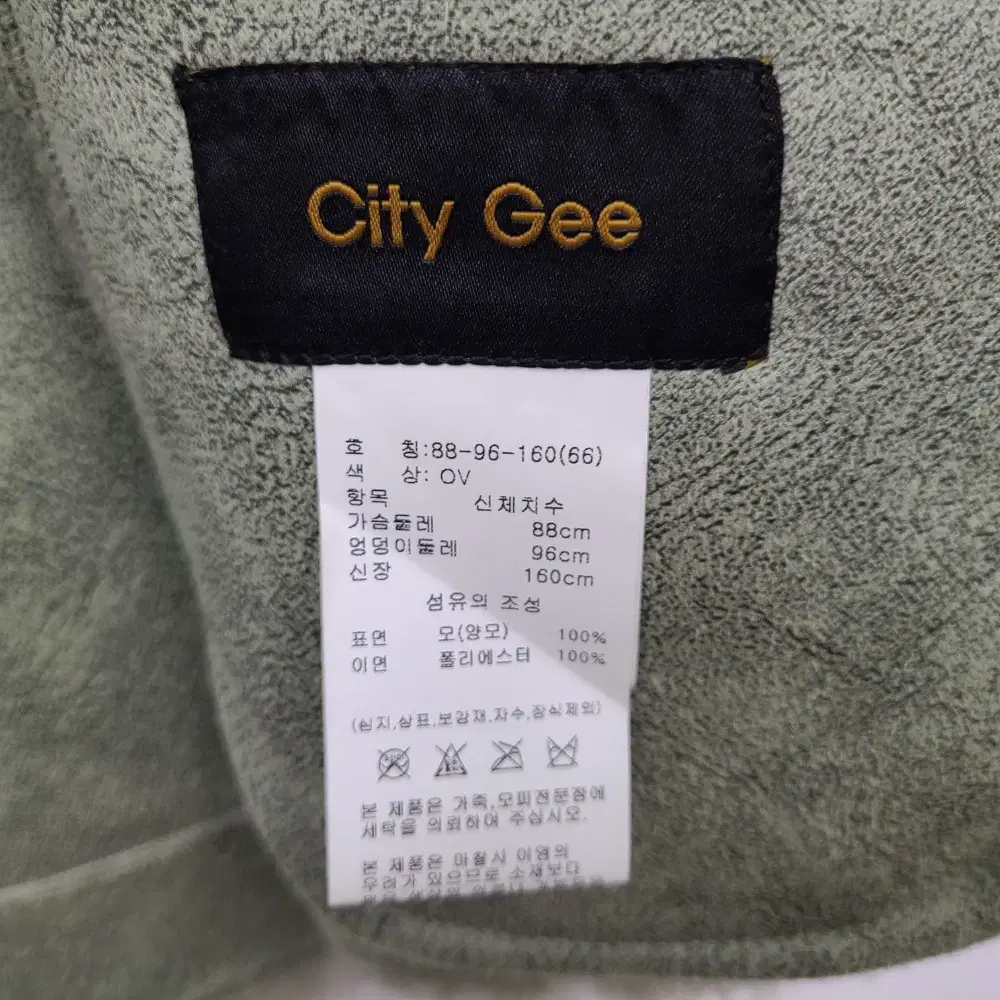 City Gee
호 칭:88-96-160(66)
색 상: OV
항목 신체치수
가슴둘레 88cm
엉덩이둘레 96cm
신장 160cm
섬유의 조성
표면 모(양모) 100%
이면 폴리에스터 100%
(심지,상표,보강재,자수,장식제외)
본 제품은 가죽,모피전문점에
세탁을 의뢰하여 주십시오.
본 제품은 마찰시 이염의
우려가 있으므로 소재보다